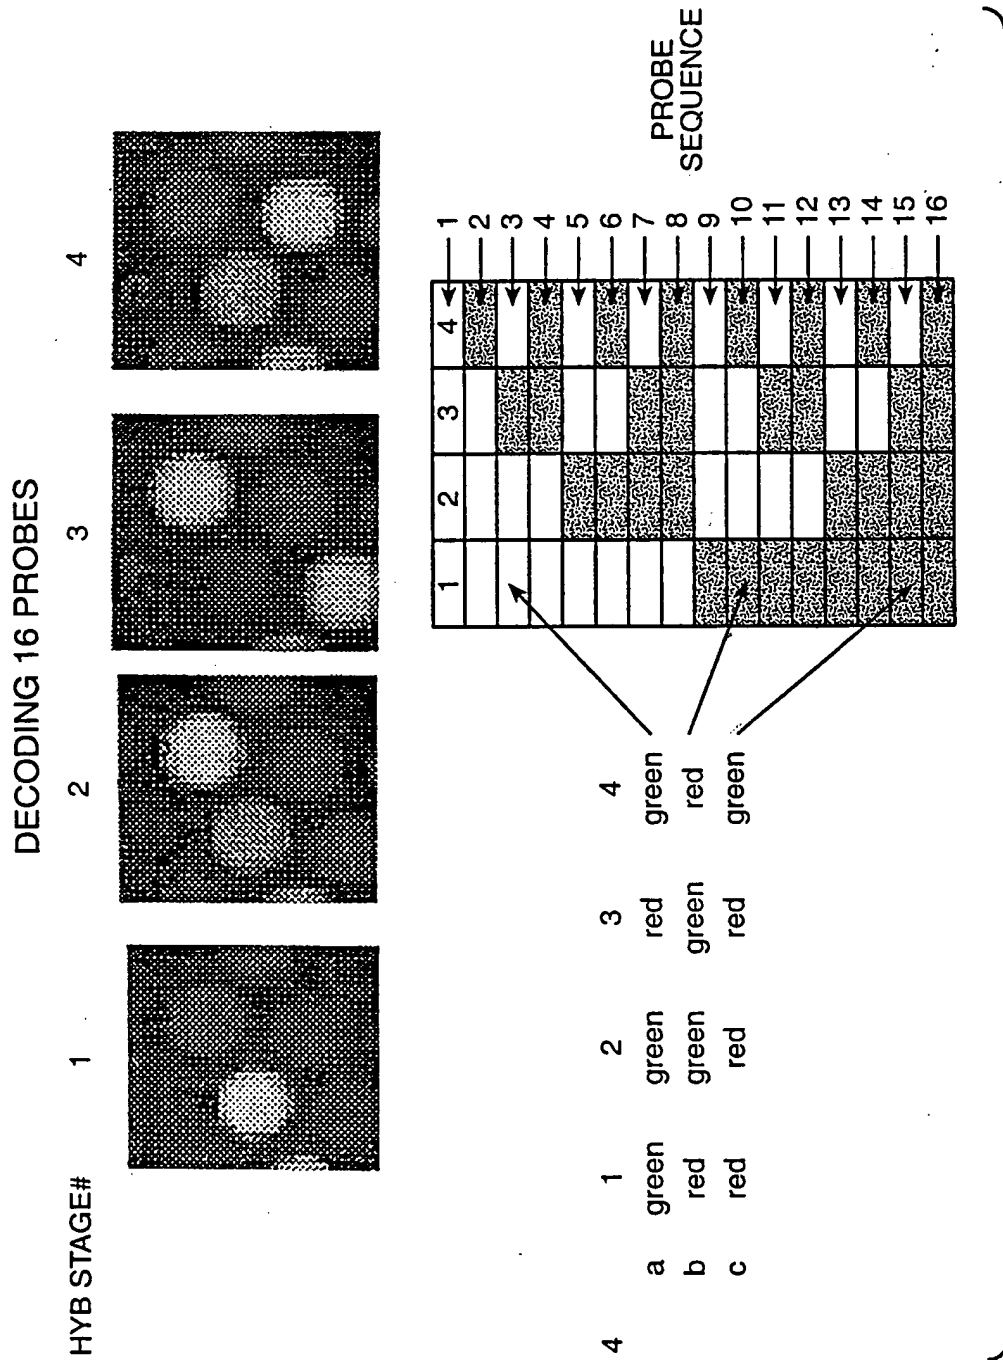 DECODING 16 PROBES
HYB STAGE# 1 2 3 4
4
1 2 3 4
a green green red green
b red green green red
c red red red green
1 2 3 4
1
2
3
4
5
6
7
8
9
10
11
12
13
14
15
16
PROBE
SEQUENCE